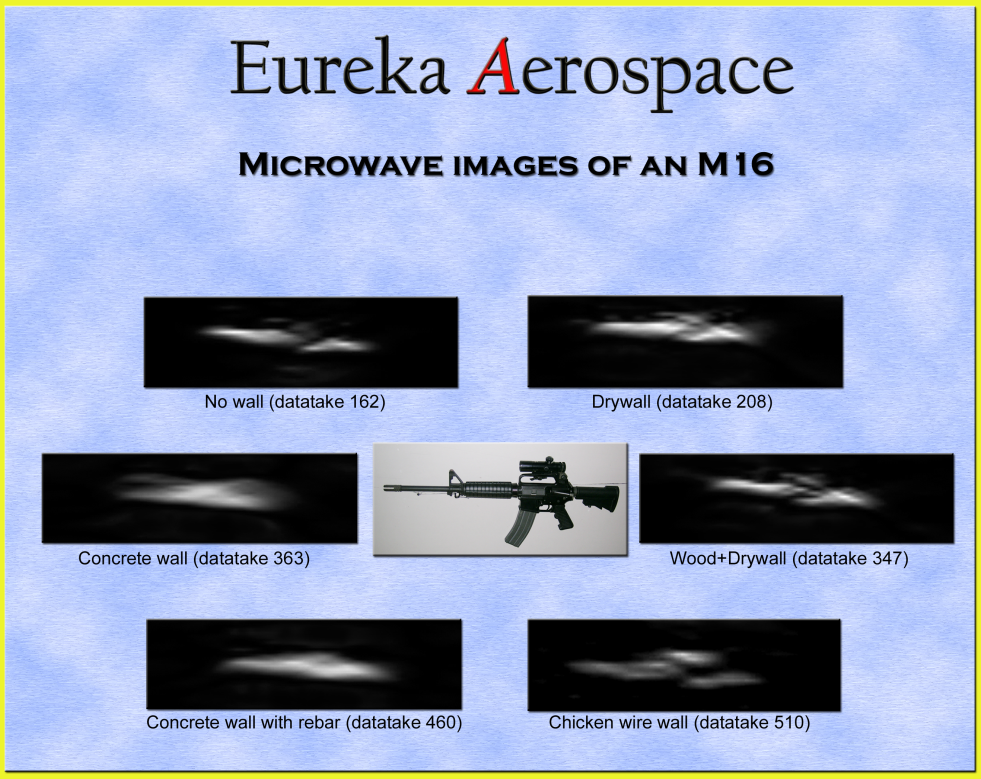 Eureka Aerospace
MICROWAVE IMAGES OF AN M16
No wall (datatake 162)
Drywall (datatake 208)
Concrete wall (datatake 363)
Wood+Drywall (datatake 347)
Concrete wall with rebar (datatake 460)
Chicken wire wall (datatake 510)